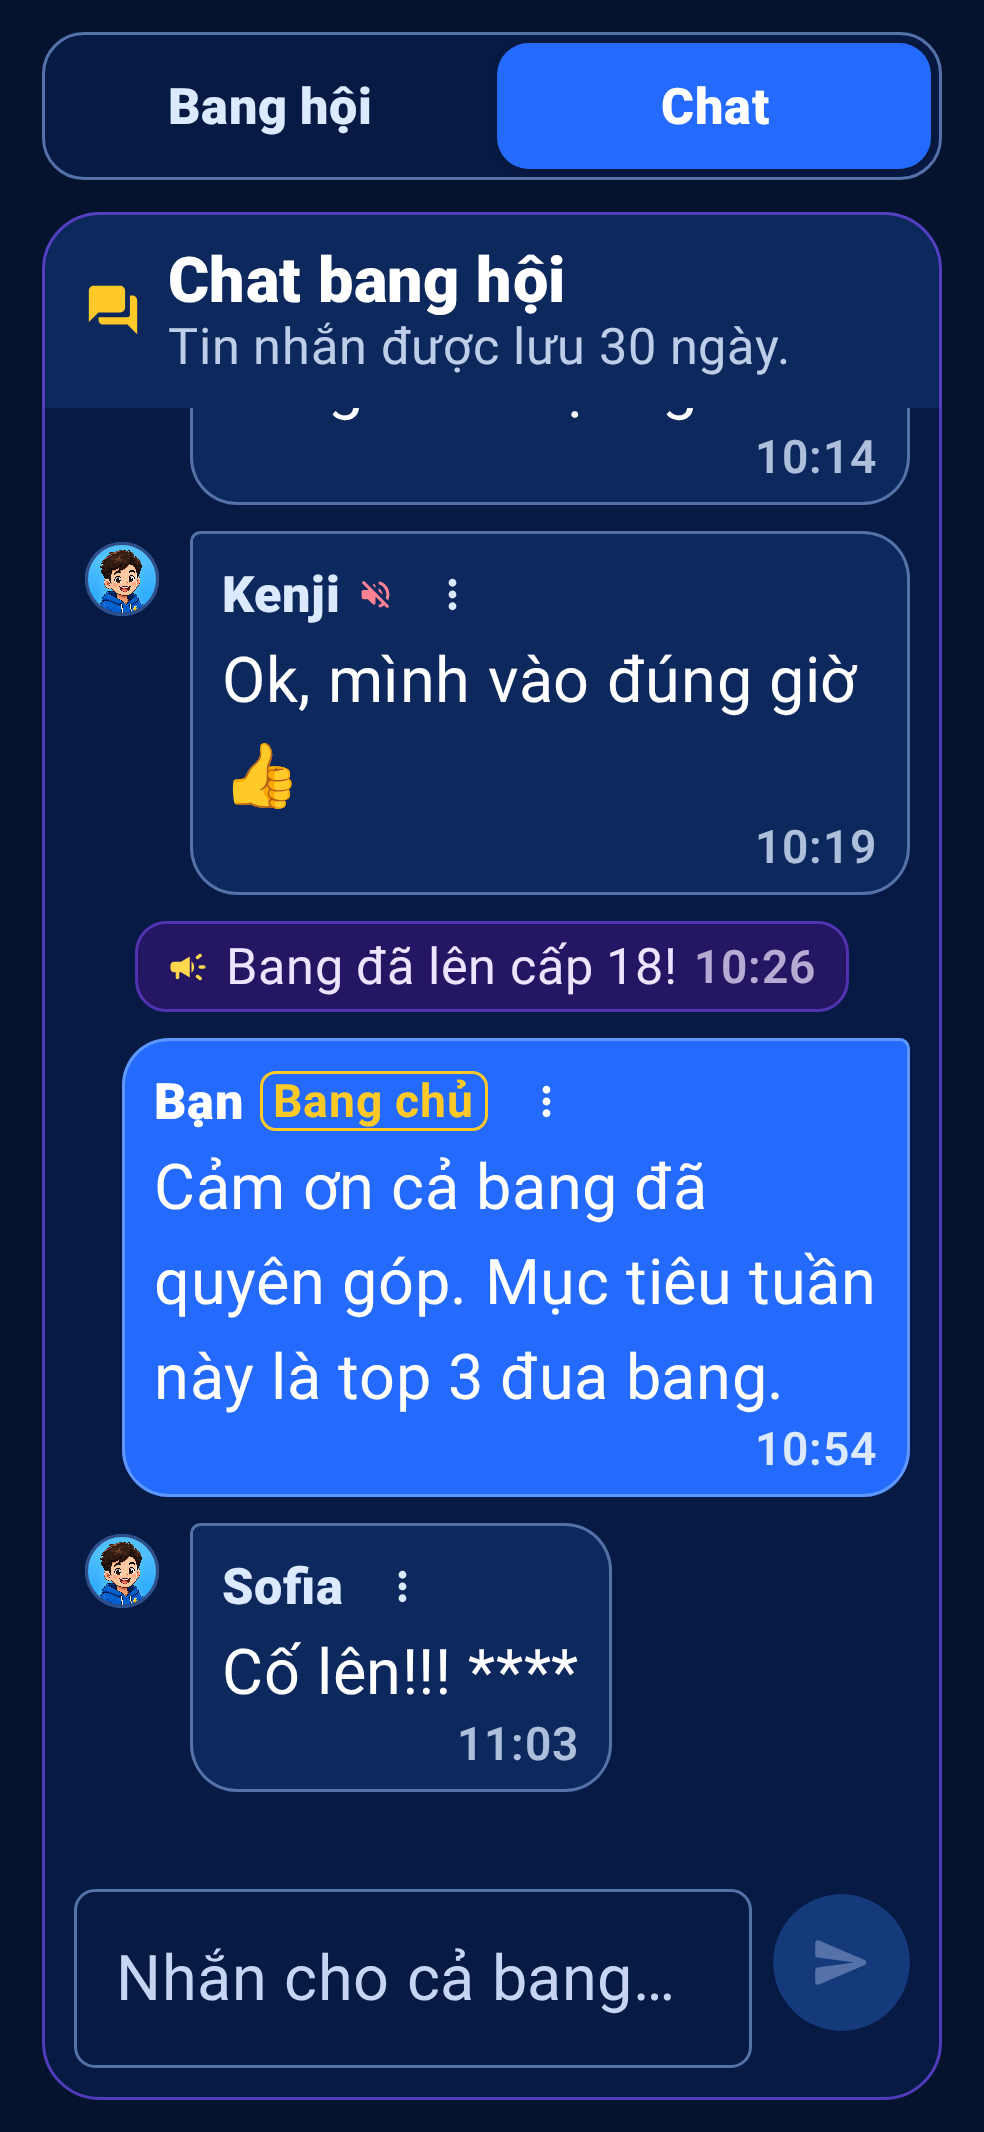 Bang hội
Chat
Chat bang hội
Tin nhắn được lưu 30 ngày.
10:14
Kenji
Ok, mình vào đúng giờ
👍
10:19
Bang đã lên cấp 18! 10:26
Bạn Bang chủ
Cảm ơn cả bang đã
quyên góp. Mục tiêu tuần
này là top 3 đua bang.
10:54
Sofia
Cố lên!!! ****
11:03
Nhắn cho cả bang...